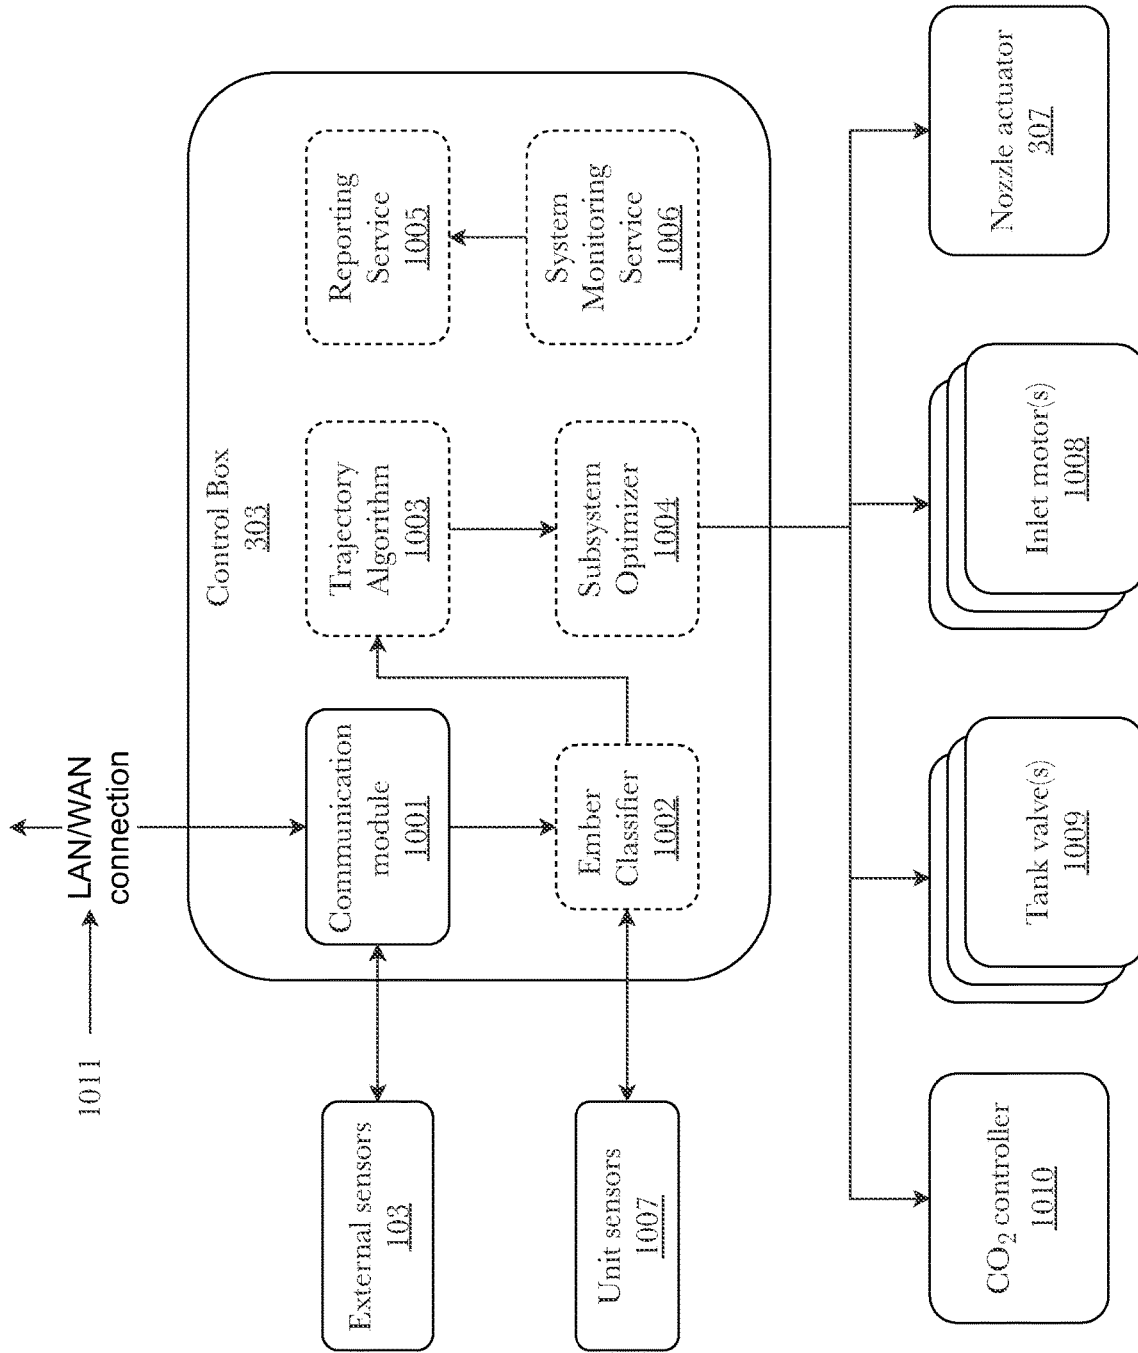 1011
LAN/WAN
connection
Control Box
303
External sensors
103
Communication
module
1001
Trajectory
Algorithm
1003
Reporting
Service
1005
Unit sensors
1007
Ember
Classifier
1002
Subsystem
Optimizer
1004
System
Monitoring
Service
1006
CO₂ controller
1010
Tank valve(s)
1009
Inlet motor(s)
1008
Nozzle actuator
307